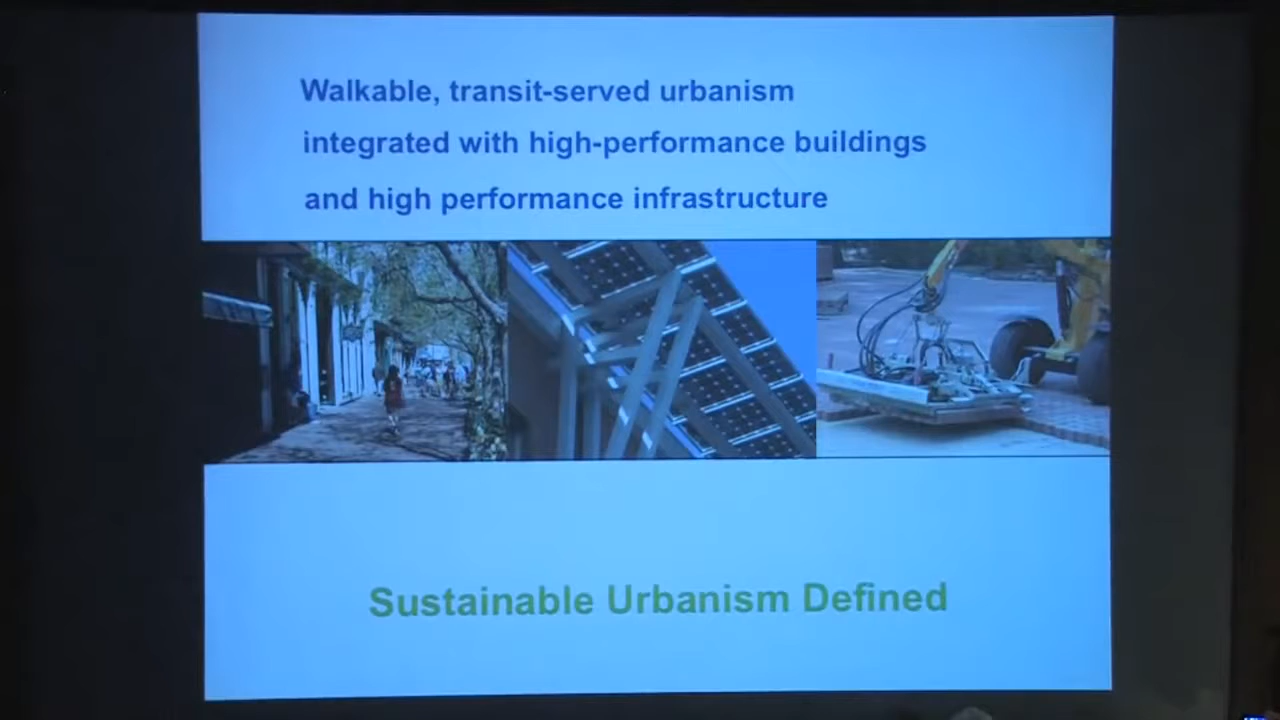 Walkable, transit-served urbanism
integrated with high-performance buildings
and high performance infrastructure
Sustainable Urbanism Defined